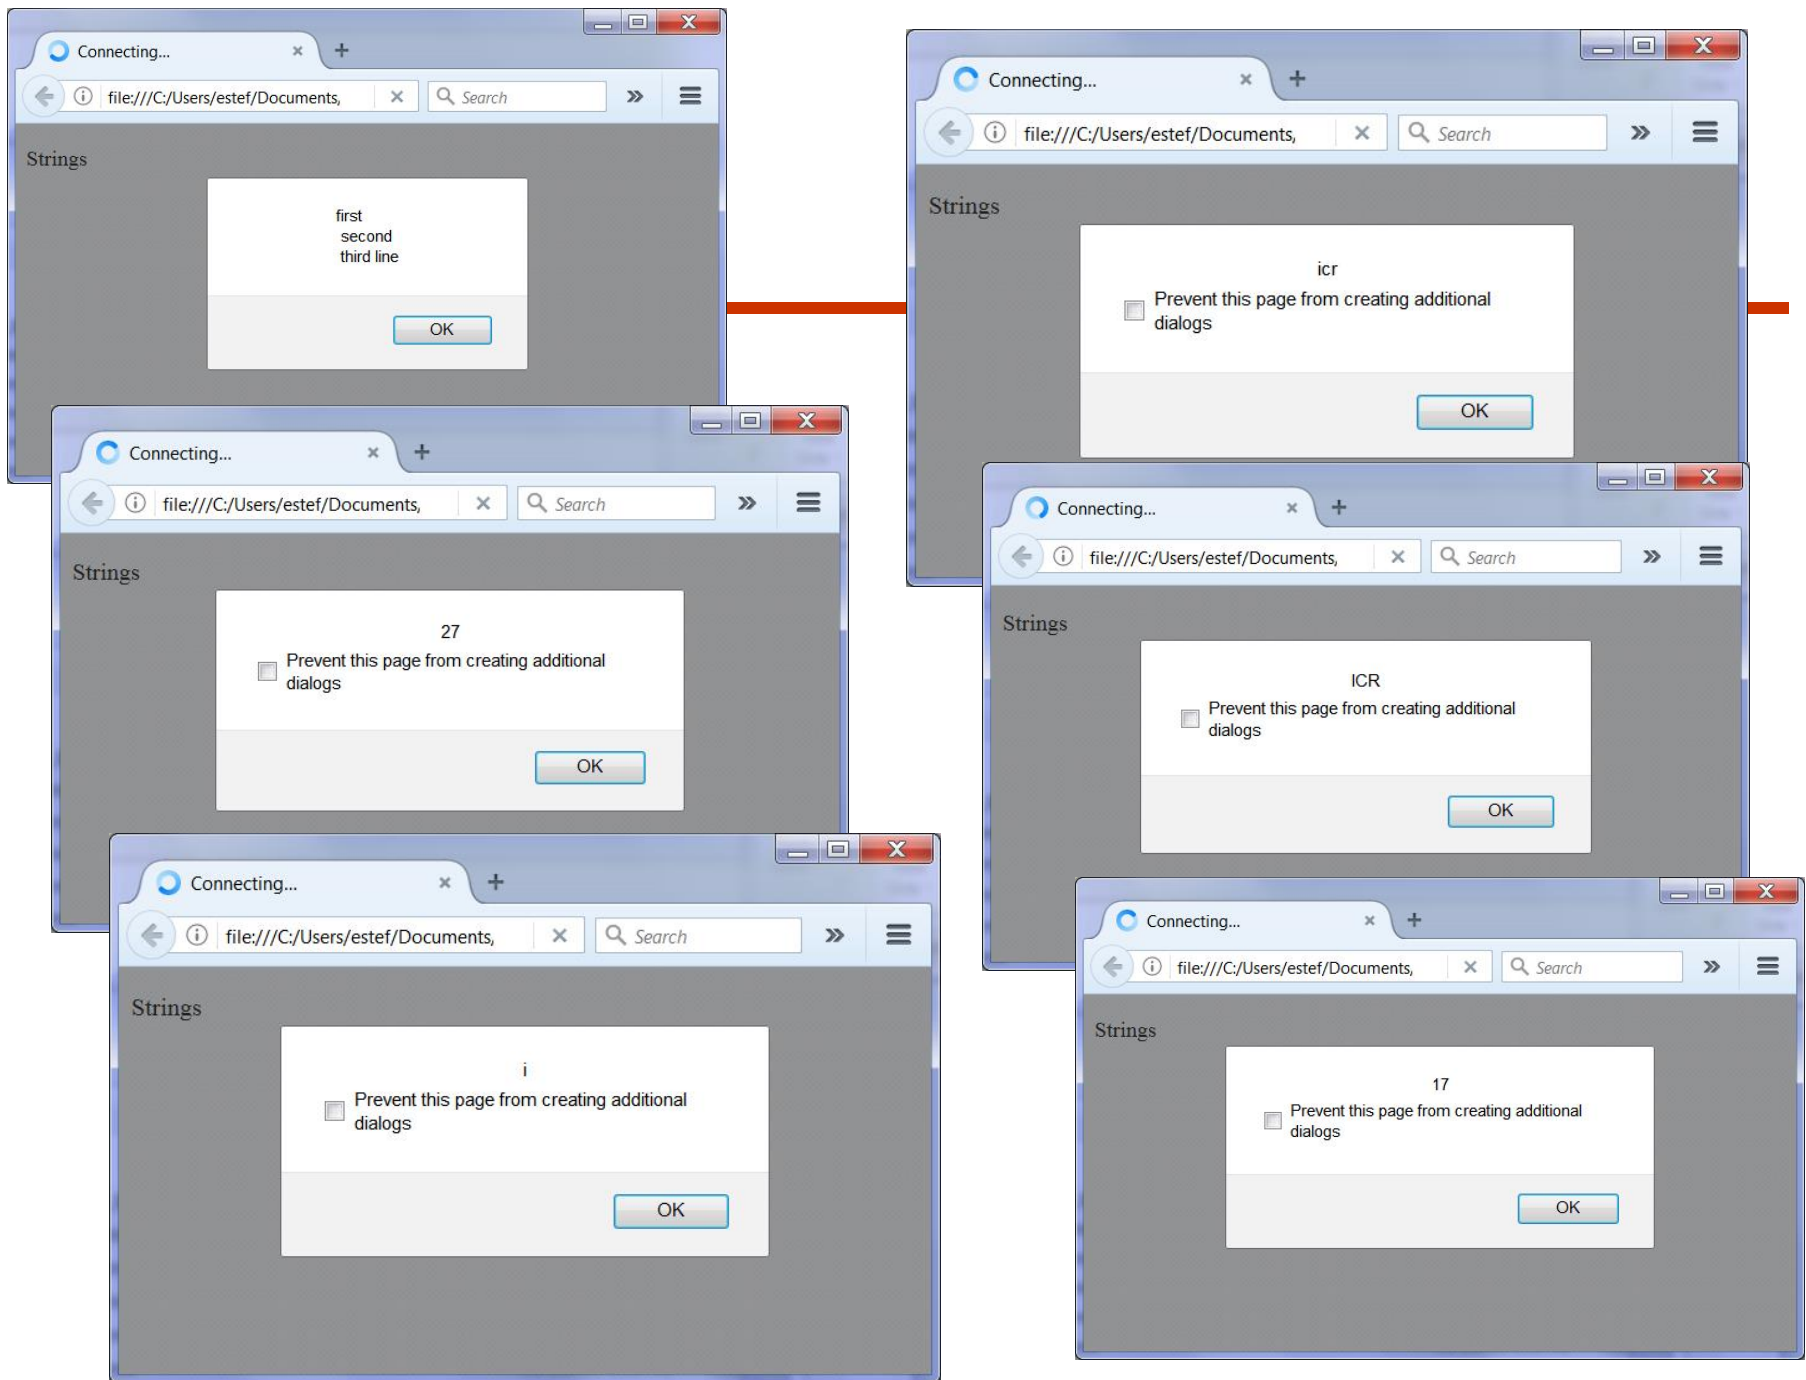 Connecting...
file:///C:/Users/estef/Documents,
Search
Strings
first
second
third line
OK
Connecting...
file:///C:/Users/estef/Documents,
Search
Strings
27
Prevent this page from creating additional
dialogs
OK
Connecting...
file:///C:/Users/estef/Documents,
Search
Strings
i
Prevent this page from creating additional
dialogs
OK
Connecting...
file:///C:/Users/estef/Documents,
Search
Strings
icr
Prevent this page from creating additional
dialogs
OK
Connecting...
file:///C:/Users/estef/Documents,
Search
Strings
ICR
Prevent this page from creating additional
dialogs
OK
Connecting...
file:///C:/Users/estef/Documents,
Search
Strings
17
Prevent this page from creating additional
dialogs
OK